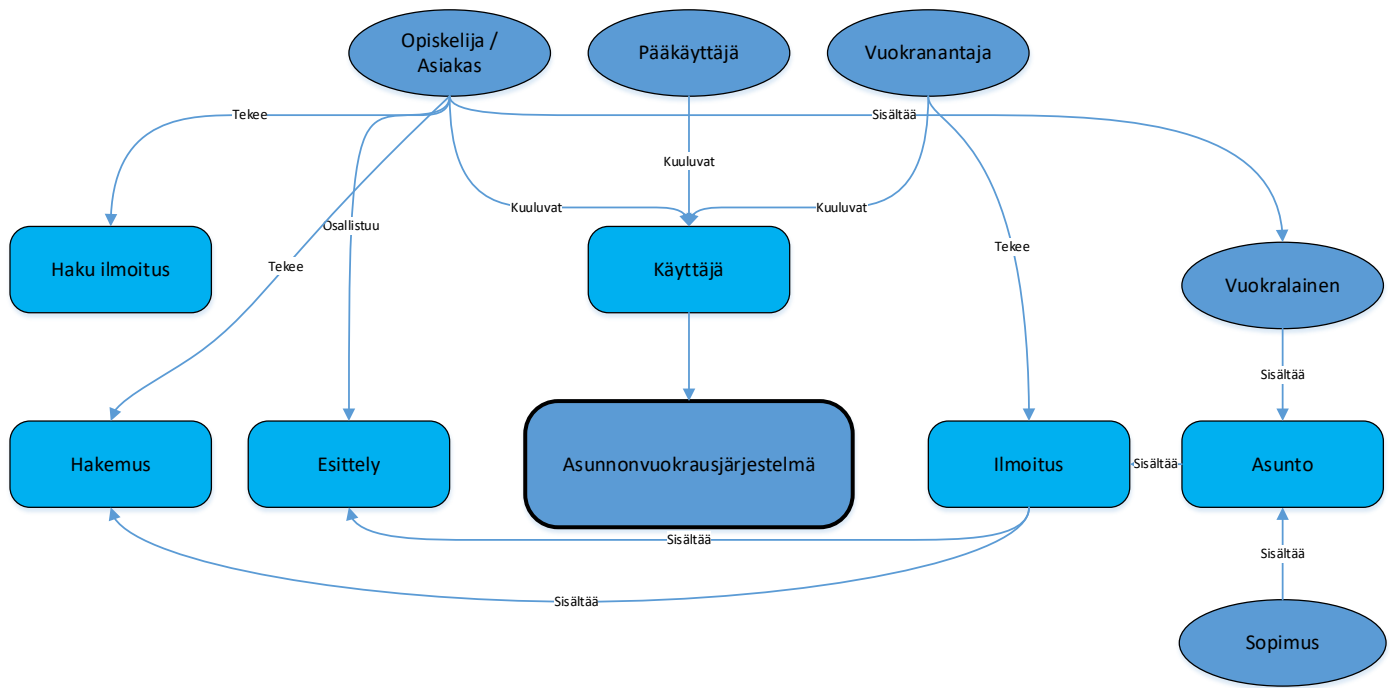 Opiskelija /
Asiakas
Pääkäyttäjä
Vuokranantaja
Tekee
Sisältää
Kuuluvat
Kuuluvat
Kuuluvat
Osallistuu
Tekee
Tekee
Haku ilmoitus
Käyttäjä
Vuokralainen
Sisältää
Hakemus
Esittely
Asunnonvuokrausjärjestelmä
Ilmoitus
Sisältää
Asunto
Sisältää
Sisältää
Sisältää
Sopimus